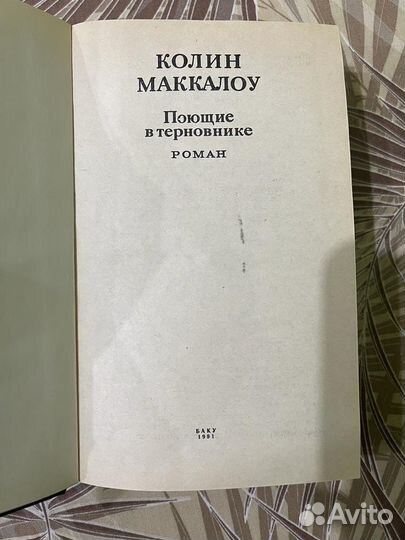 КОЛИН
МАККАЛОУ
Поющие
в терновнике
РОМАН
БАКУ
1991
Avito